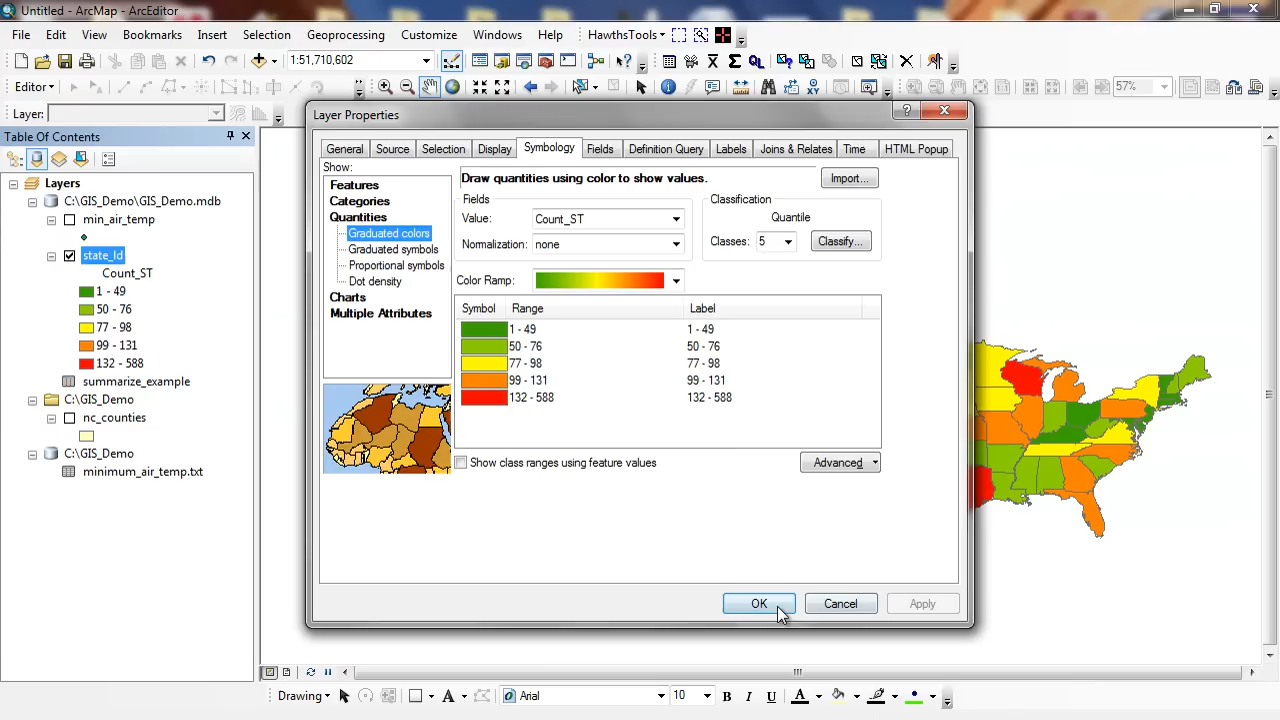 Untitled - ArcMap - ArcEditor
File Edit View Bookmarks Insert Selection Geoprocessing Customize Windows Help HawthsTools
1:51,710,602
Editor 57%
Layer:
Table Of Contents
Layers
C:\GIS_Demo\GIS_Demo.mdb
min_air_temp
state_ld
Count_ST
1 - 49
50 - 76
77 - 98
99 - 131
132 - 588
summarize_example
C:\GIS_Demo
nc_counties
C:\GIS_Demo
minimum_air_temp.txt
Layer Properties
General Source Selection Display Symbology Fields Definition Query Labels Joins & Relates Time HTML Popup
Show:
Features
Categories
Quantities
Graduated colors
Graduated symbols
Proportional symbols
Dot density
Charts
Multiple Attributes
Draw quantities using color to show values.
Import...
Fields
Value: Count_ST
Normalization: none
Classification
Quantile
Classes: 5 Classify...
Color Ramp:
Symbol Range Label
1 - 49 1 - 49
50 - 76 50 - 76
77 - 98 77 - 98
99 - 131 99 - 131
132 - 588 132 - 588
Show class ranges using feature values
Advanced
OK Cancel Apply
Drawing A Arial 10 B I U A